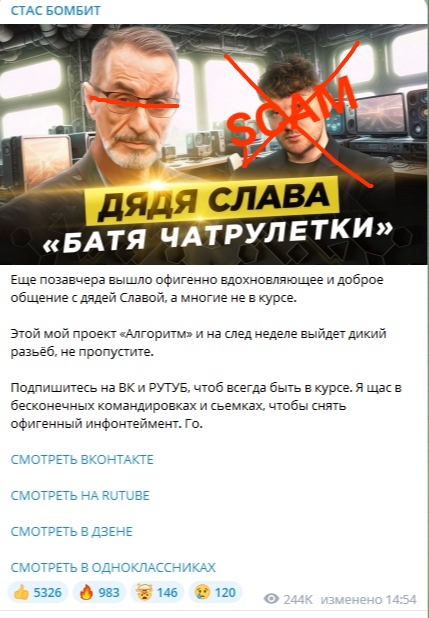 СТАС БОМБИТ
SCAM
ДЯДЯ СЛАВА
«БАТЯ ЧАТРУЛЕТКИ»
Еще позавчера вышло офигенно вдохновляющее и доброе
общение с дядей Славой, а многие не в курсе.
Этой мой проект «Алгоритм» и на след неделе выйдет дикий
разьёб, не пропустите.
Подпишитесь на ВК и РУТУБ, чтоб всегда быть в курсе. Я щас в
бесконечных командировках и сьемках, чтобы снять
офигенный инфонтеймент. Го.
СМОТРЕТЬ ВКОНТАКТЕ
СМОТРЕТЬ НА RUTUBE
СМОТРЕТЬ В ДЗЕНЕ
СМОТРЕТЬ В ОДНОКЛАССНИКАХ
5326 983 146 120
244K изменено 14:54